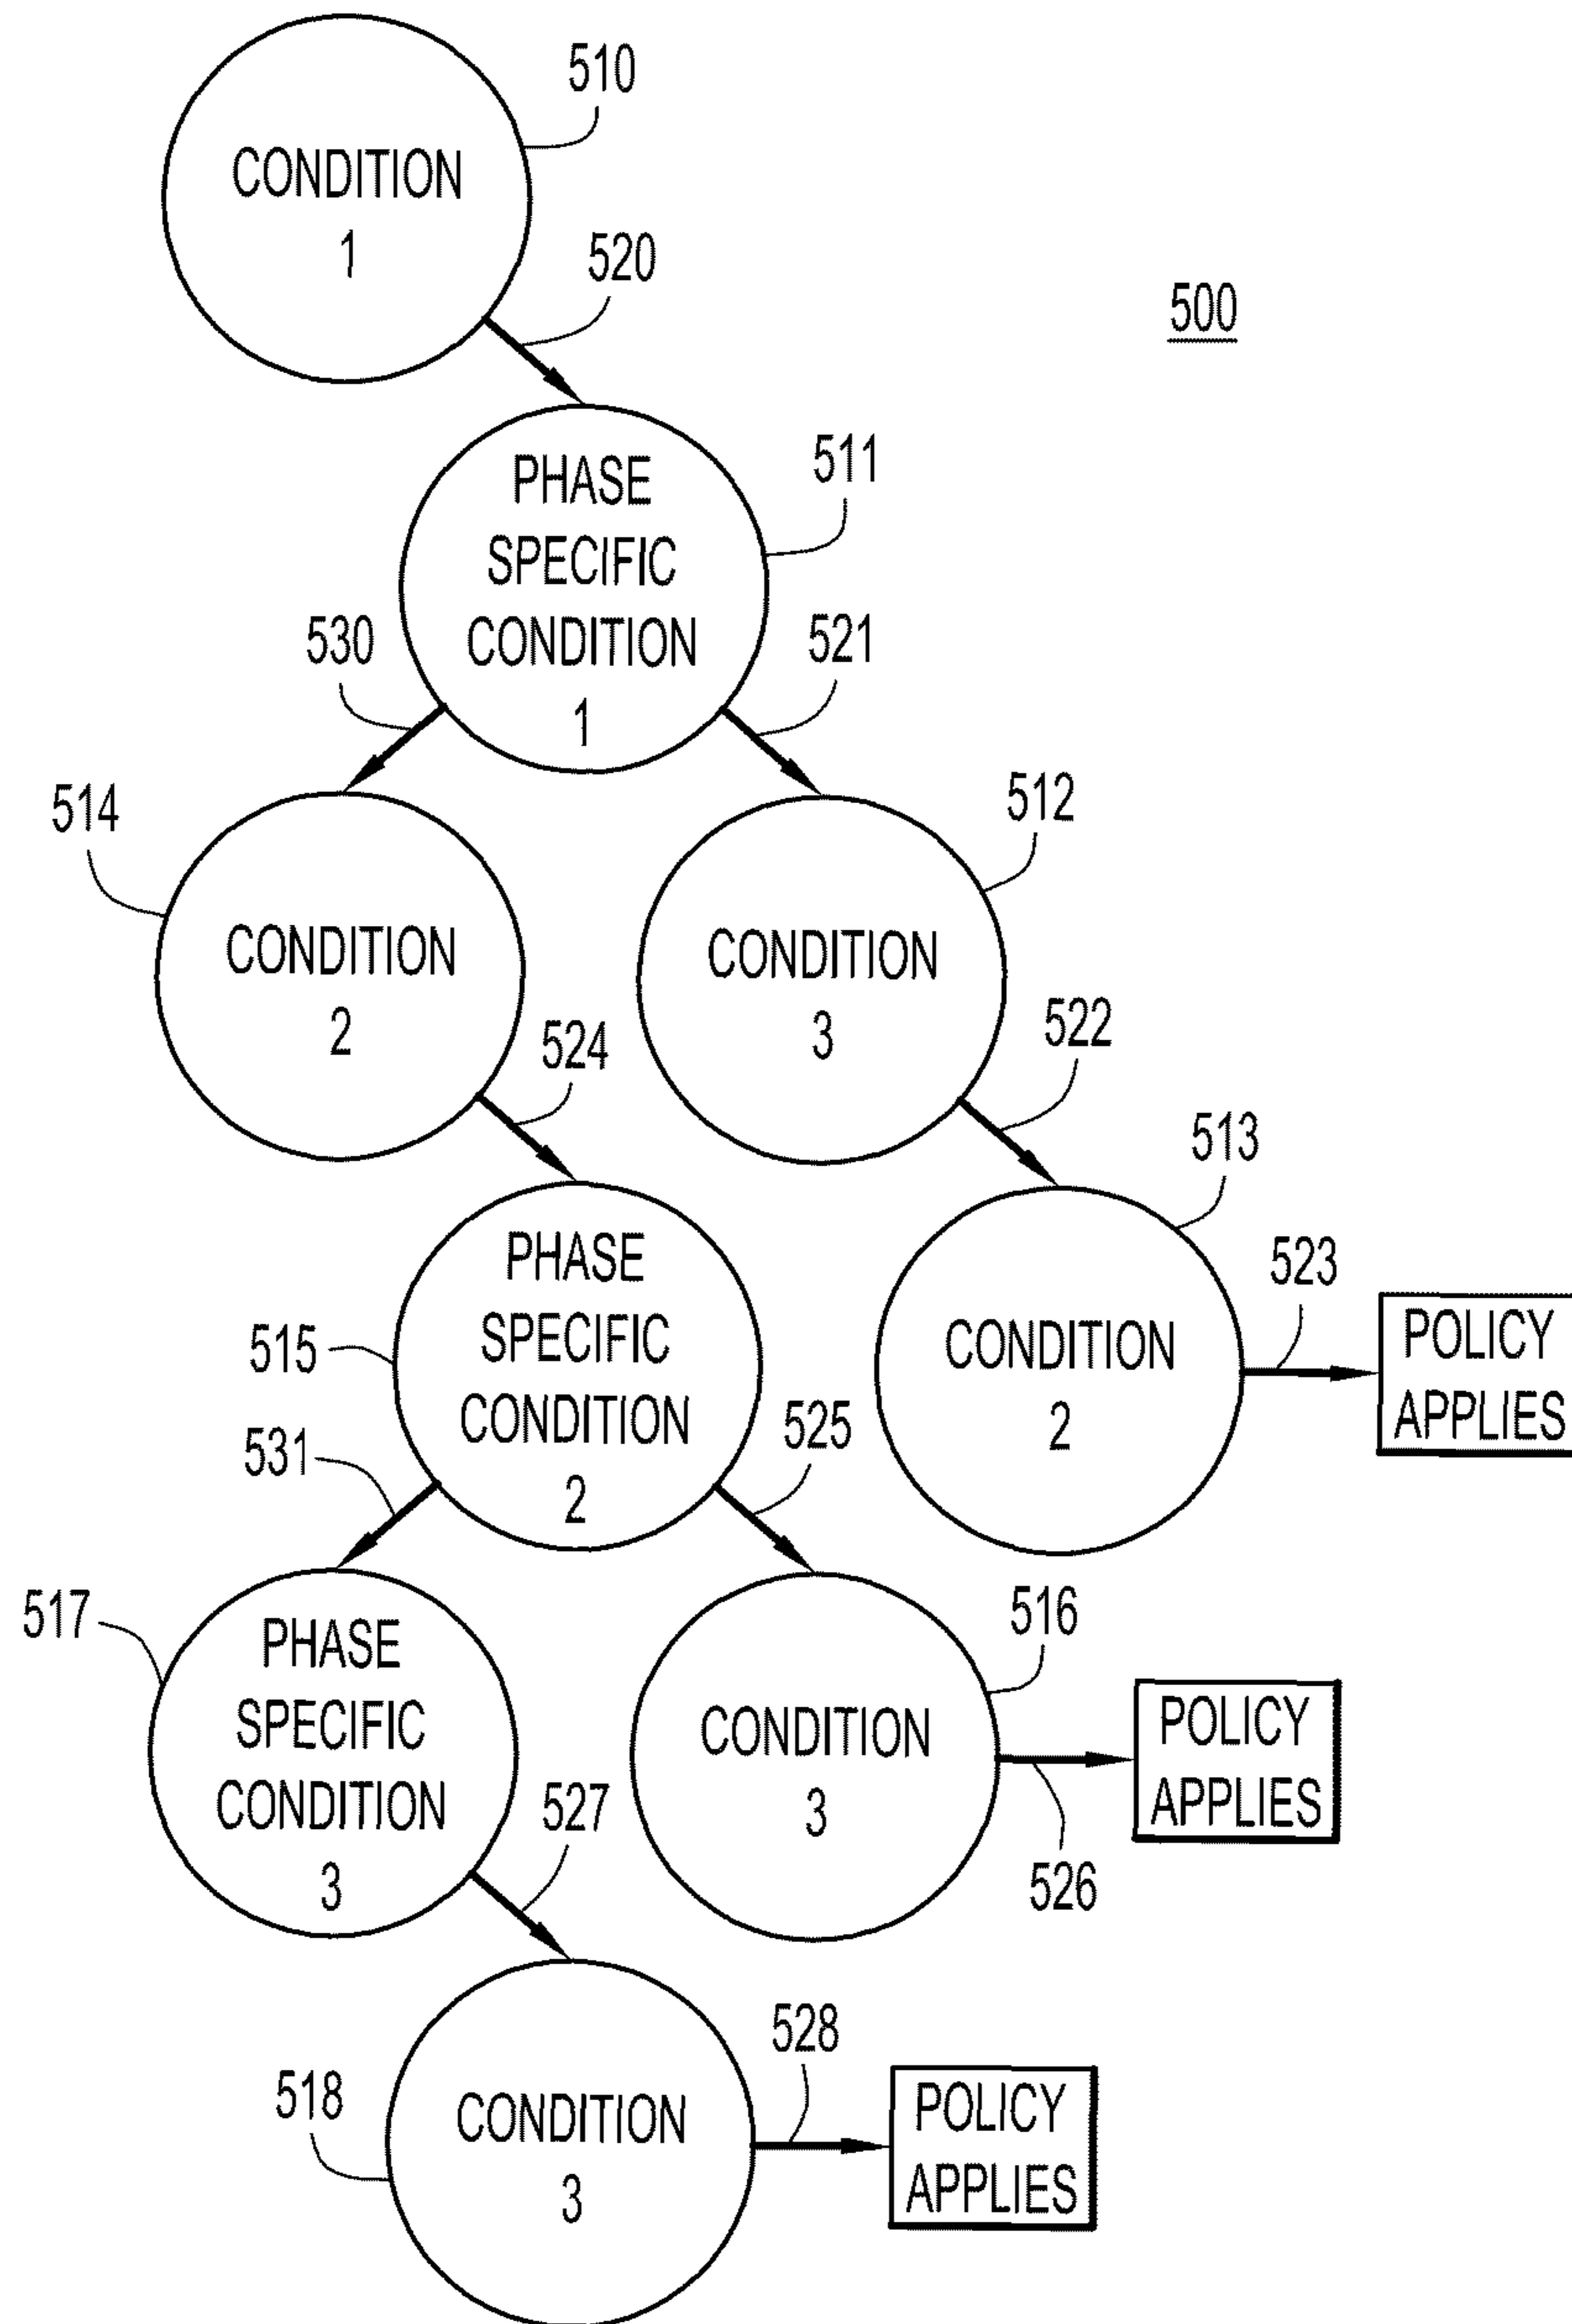 510
CONDITION
1
520
500
PHASE
SPECIFIC
CONDITION
1
511
530
521
514
CONDITION
2
512
CONDITION
3
524
522
513
PHASE
SPECIFIC
CONDITION
2
515
CONDITION
2
523
POLICY
APPLIES
531
525
517
PHASE
SPECIFIC
CONDITION
3
516
CONDITION
3
POLICY
APPLIES
526
527
518
CONDITION
3
528
POLICY
APPLIES